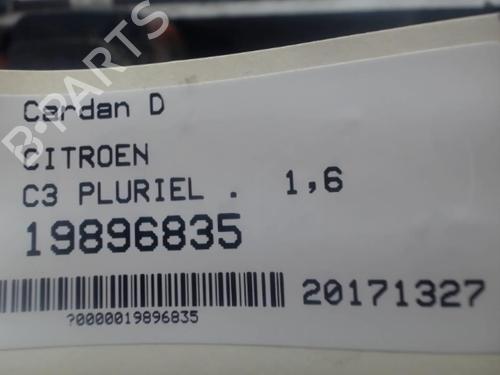 Cardan D
CITROEN
C3 PLURIEL . 1,6
19896835
20171327
?0000019896835
B-PARTS